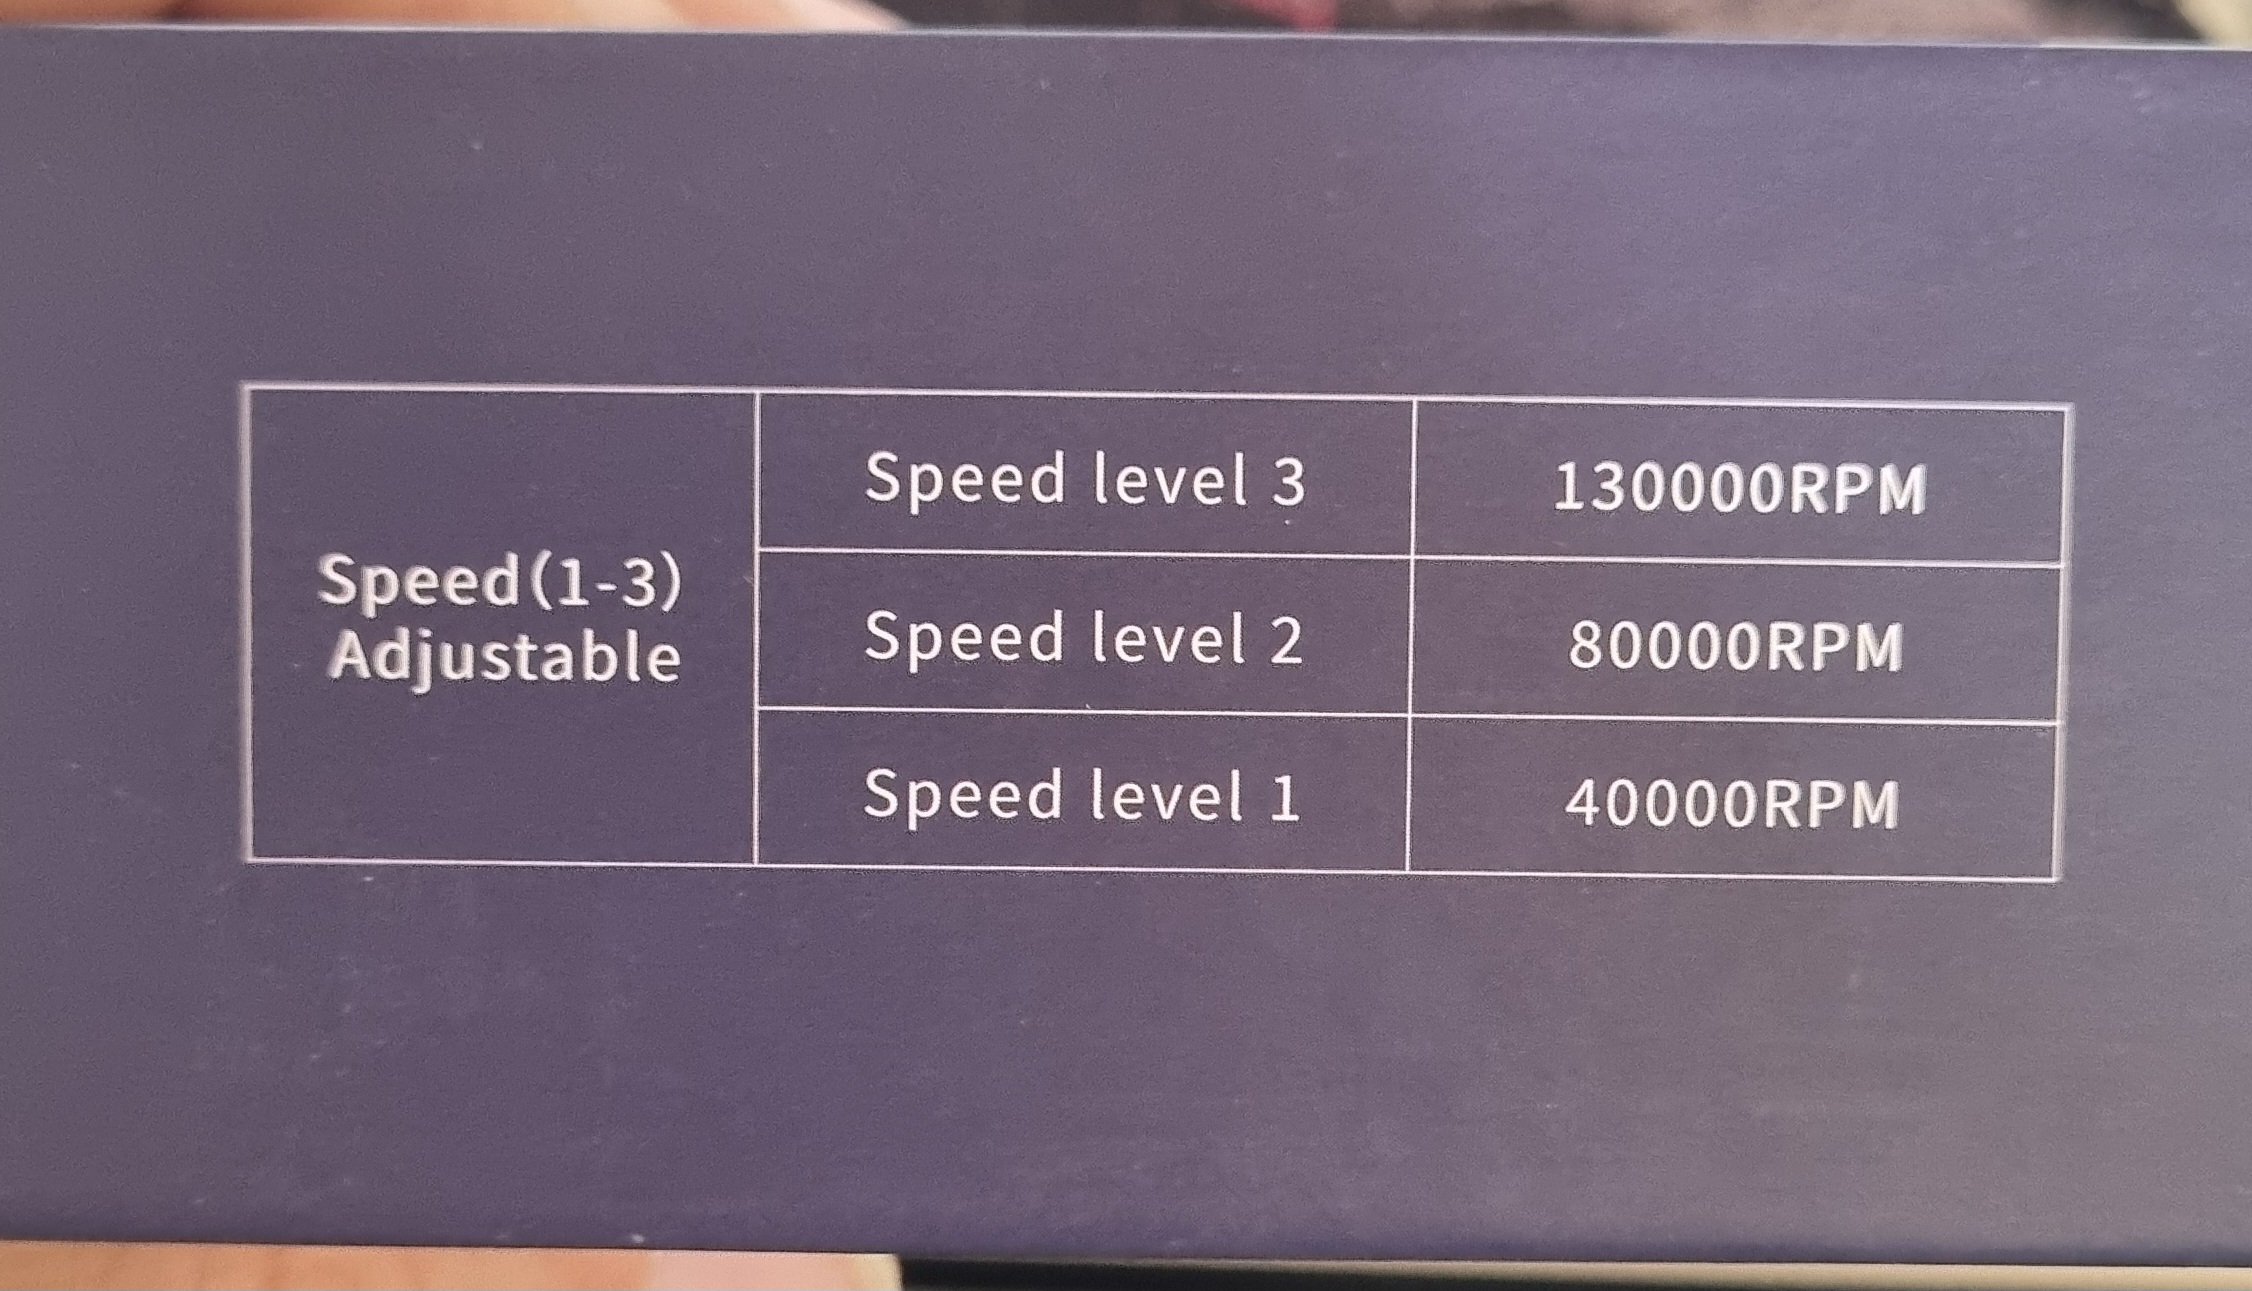 Speed(1-3)
Adjustable
Speed level 3 130000RPM
Speed level 2 80000RPM
Speed level 1 40000RPM